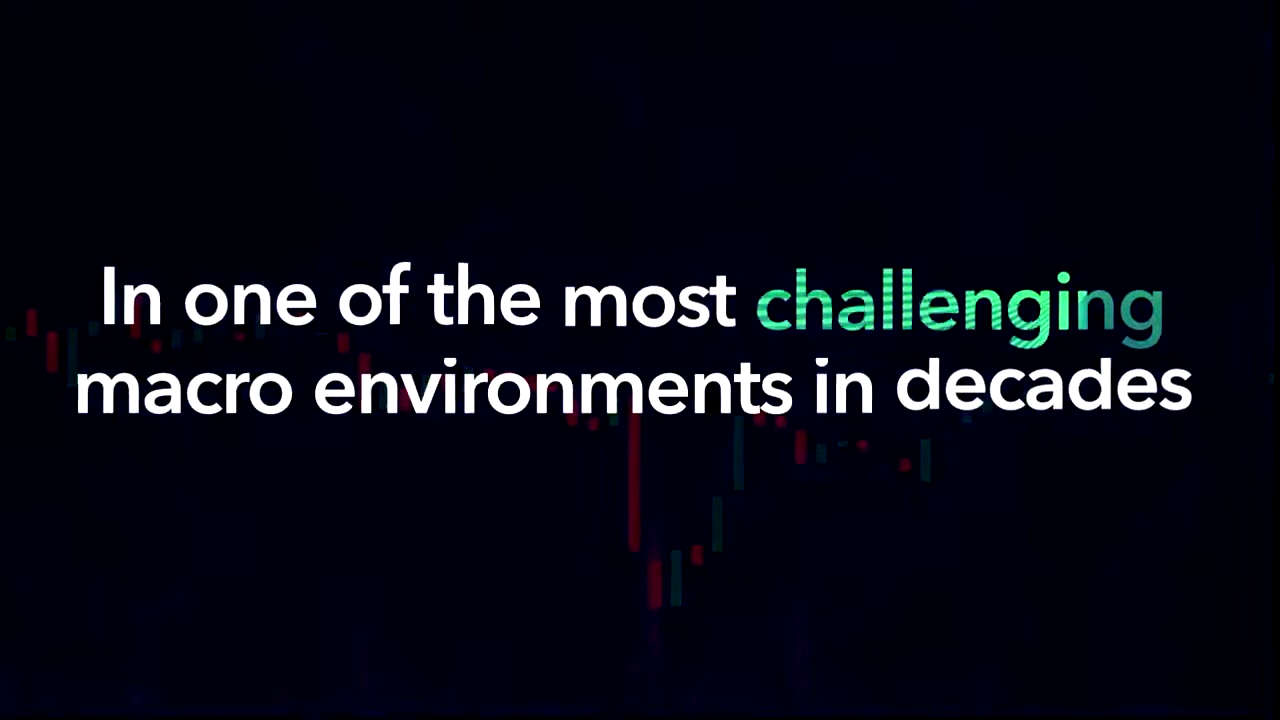 In one of the most challenging
macro environments in decades